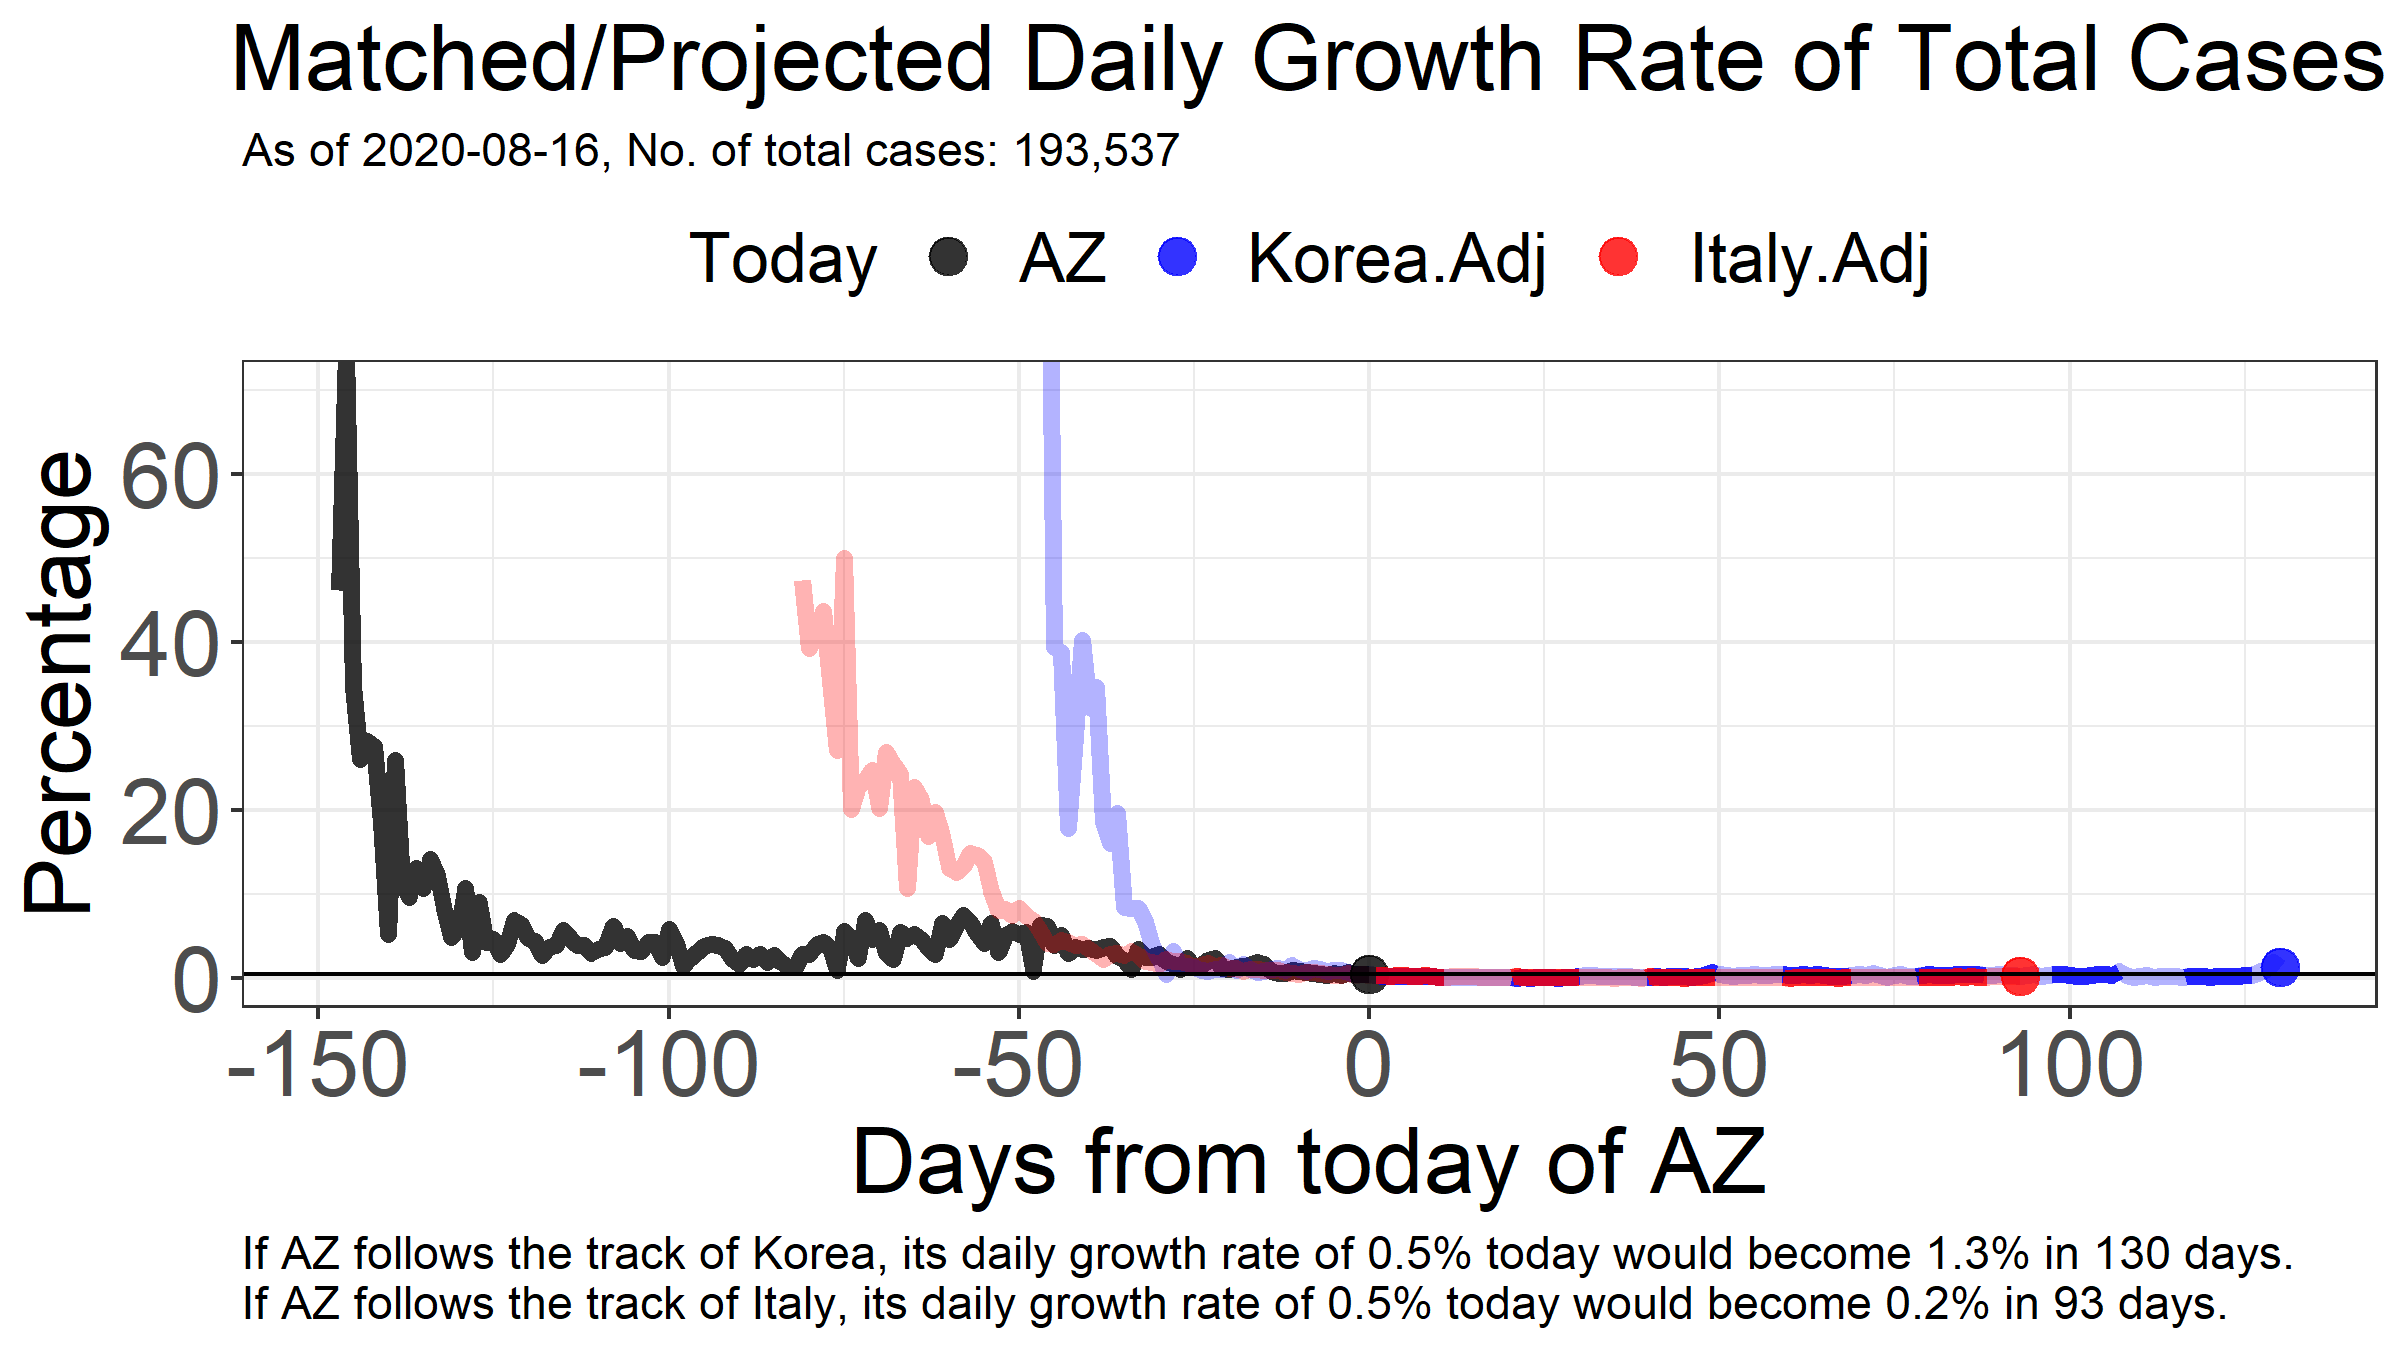 Matched/Projected Daily Growth Rate of Total Cases
As of 2020-08-16, No. of total cases: 193,537
Today AZ Korea.Adj Italy.Adj
Percentage
60
40
20
0
-150 -100 -50 0 50 100
Days from today of AZ
If AZ follows the track of Korea, its daily growth rate of 0.5% today would become 1.3% in 130 days.
If AZ follows the track of Italy, its daily growth rate of 0.5% today would become 0.2% in 93 days.